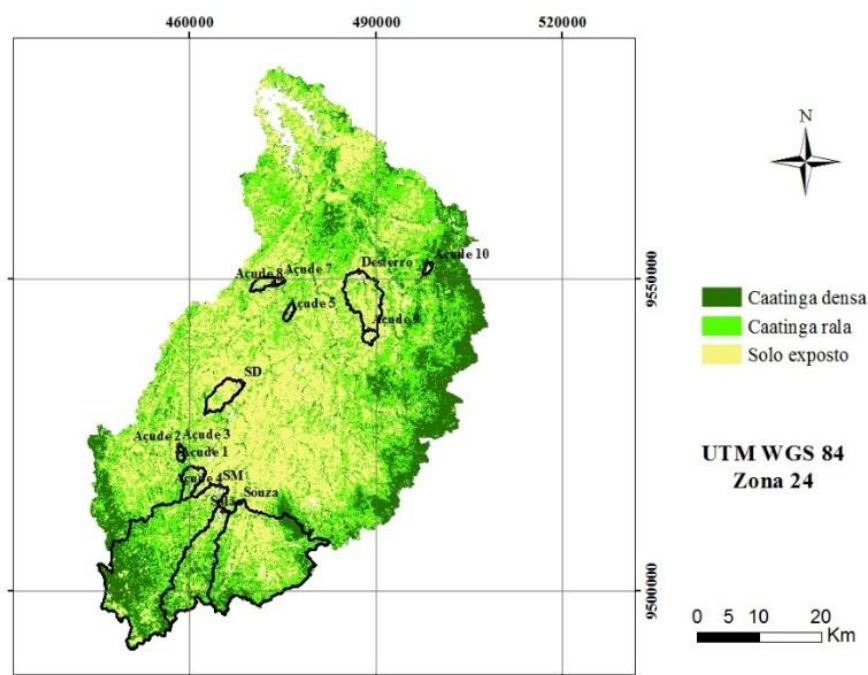 460000 490000 520000
N
Desterro
Açude 10
Açude 7
Açude 8
9550000
Açude 5
Açude 9
Caatinga densa
Caatinga rala
Solo exposto
SD
Açude 2 Açude 3
Açude 1
UTM WGS 84
Zona 24
Açude 4 SM
Souza
9500000
0 5 10 20
Km